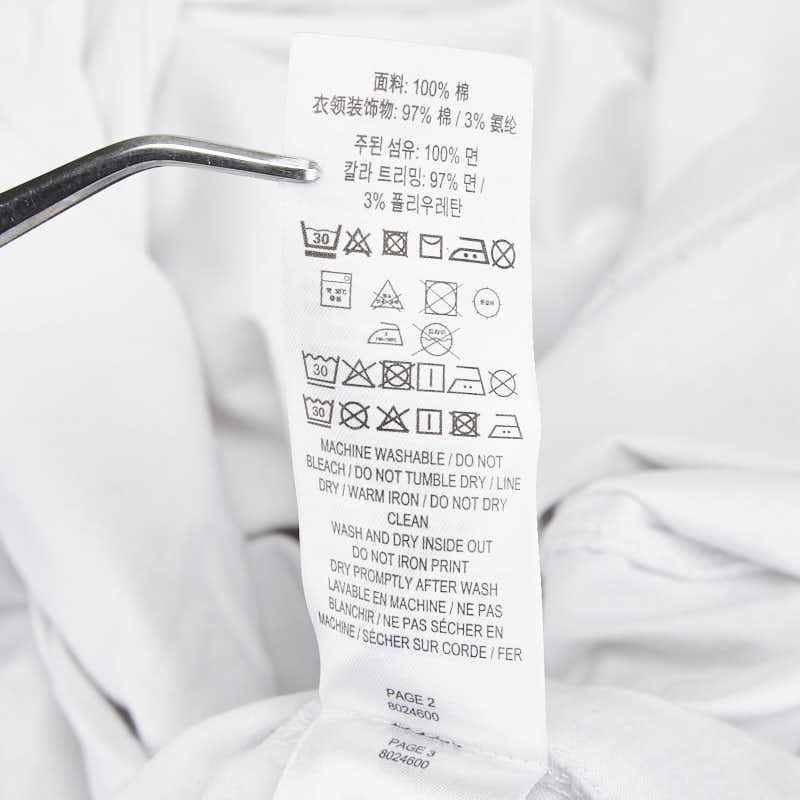 面料: 100% 棉
衣领装饰物: 97% 棉 / 3% 氨纶
주된 섬유: 100% 면
칼라 트리밍: 97% 면 /
3% 폴리우레탄
30
30
30
MACHINE WASHABLE / DO NOT
BLEACH / DO NOT TUMBLE DRY / LINE
DRY / WARM IRON / DO NOT DRY
CLEAN
WASH AND DRY INSIDE OUT
DO NOT IRON PRINT
DRY PROMPTLY AFTER WASH
LAVABLE EN MACHINE / NE PAS
BLANCHIR / NE PAS SÉCHER EN
MACHINE / SÉCHER SUR CORDE / FER
PAGE 2
8024600
PAGE 3
8024600